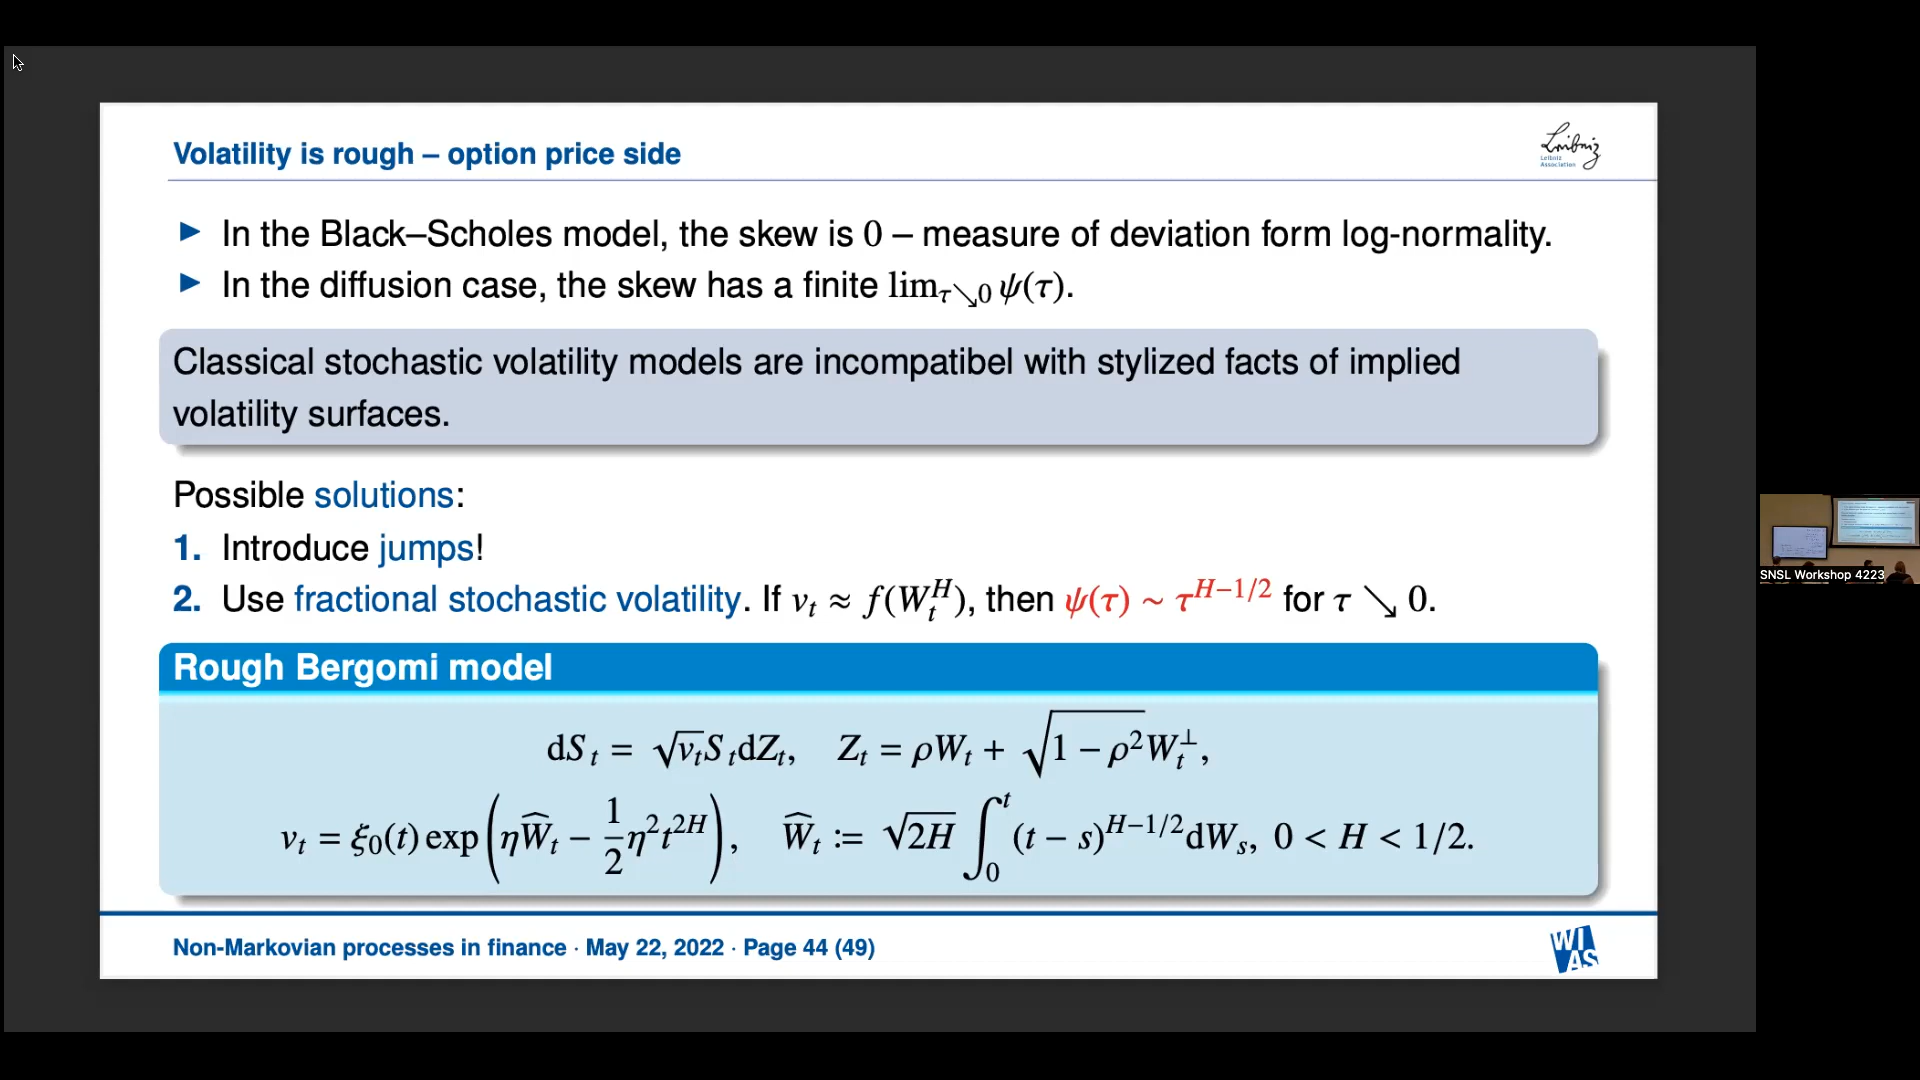 Volatility is rough – option price side
Leibniz
Leibniz
Association
In the Black–Scholes model, the skew is 0 – measure of deviation form log-normality.
In the diffusion case, the skew has a finite lim_{τ↘0} ψ(τ).
Classical stochastic volatility models are incompatibel with stylized facts of implied
volatility surfaces.
Possible solutions:
1. Introduce jumps!
2. Use fractional stochastic volatility. If v_t ≈ f(W_t^H), then ψ(τ) ~ τ^{H−1/2} for τ ↘ 0.
Rough Bergomi model
dS_t = √v_t S_t dZ_t, Z_t = ρW_t + √(1 − ρ²) W_t^⊥,
v_t = ξ_0(t) exp(ηŴ_t − 1/2 η² t^{2H}), Ŵ_t := √(2H) ∫_0^t (t − s)^{H−1/2} dW_s, 0 < H < 1/2.
Non-Markovian processes in finance · May 22, 2022 · Page 44 (49)
WIAS
SNSL Workshop 4223